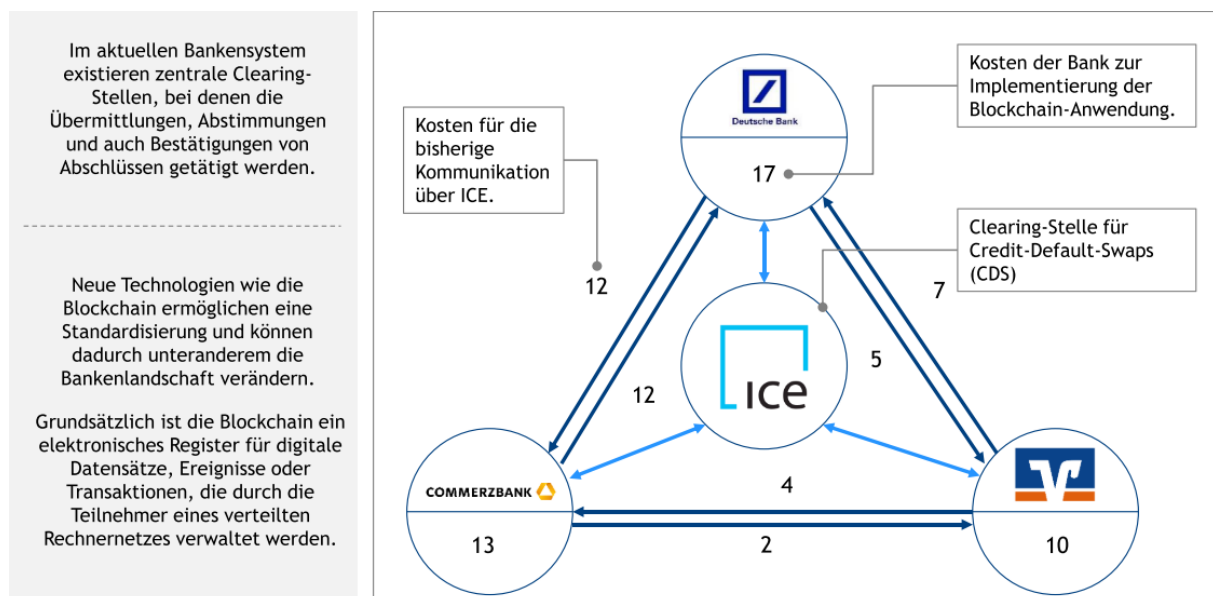 Im aktuellen Bankensystem
existieren zentrale Clearing-
Stellen, bei denen die
Übermittlungen, Abstimmungen
und auch Bestätigungen von
Abschlüssen getätigt werden.
Neue Technologien wie die
Blockchain ermöglichen eine
Standardisierung und können
dadurch unteranderem die
Bankenlandschaft verändern.
Grundsätzlich ist die Blockchain ein
elektronisches Register für digitale
Datensätze, Ereignisse oder
Transaktionen, die durch die
Teilnehmer eines verteilten
Rechnernetzes verwaltet werden.
Kosten für die
bisherige
Kommunikation
über ICE.
Deutsche Bank
17
Kosten der Bank zur
Implementierung der
Blockchain-Anwendung.
Clearing-Stelle für
Credit-Default-Swaps
(CDS)
12
7
12
ice
5
COMMERZBANK
13
4
2
10